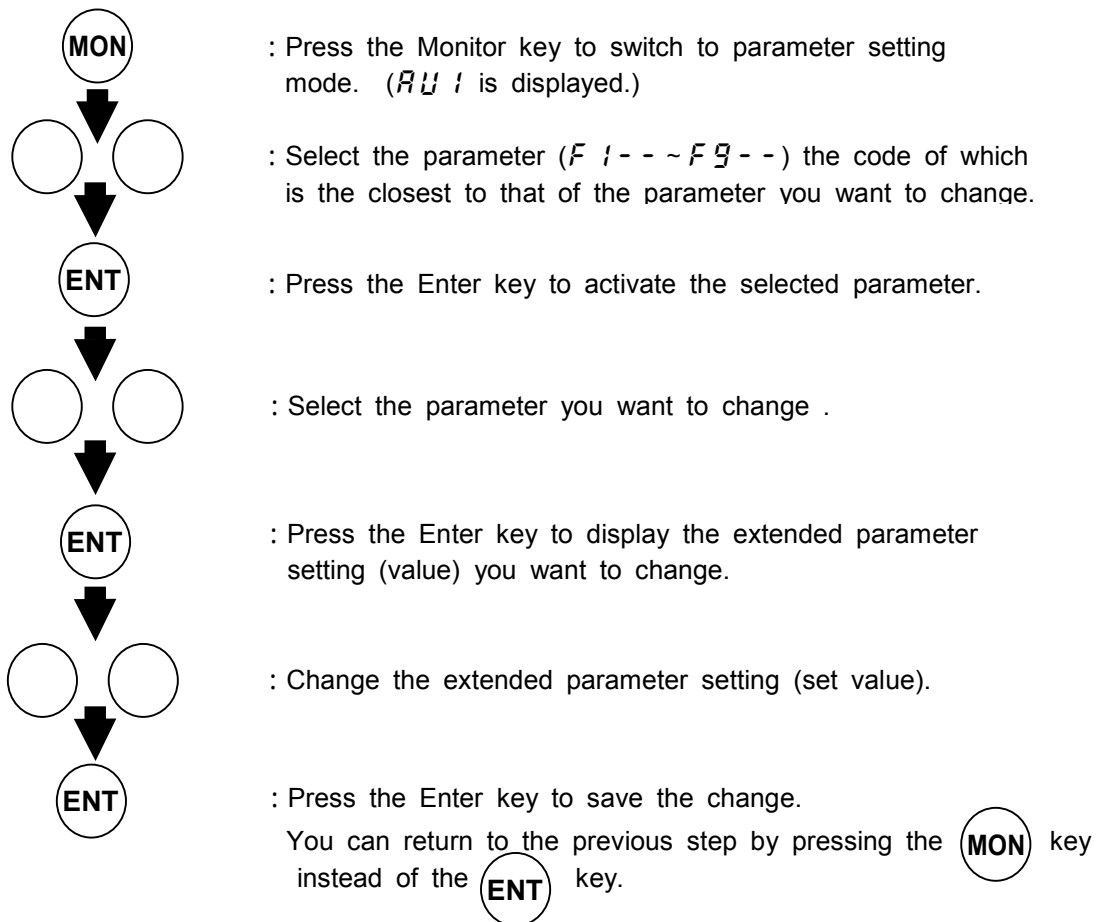 MON : Press the Monitor key to switch to parameter setting
mode. (AU1 is displayed.)
: Select the parameter (F1-- ~ F9--) the code of which
is the closest to that of the parameter you want to change.
ENT : Press the Enter key to activate the selected parameter.
: Select the parameter you want to change .
ENT : Press the Enter key to display the extended parameter
setting (value) you want to change.
: Change the extended parameter setting (set value).
ENT : Press the Enter key to save the change.
You can return to the previous step by pressing the MON key
instead of the ENT key.